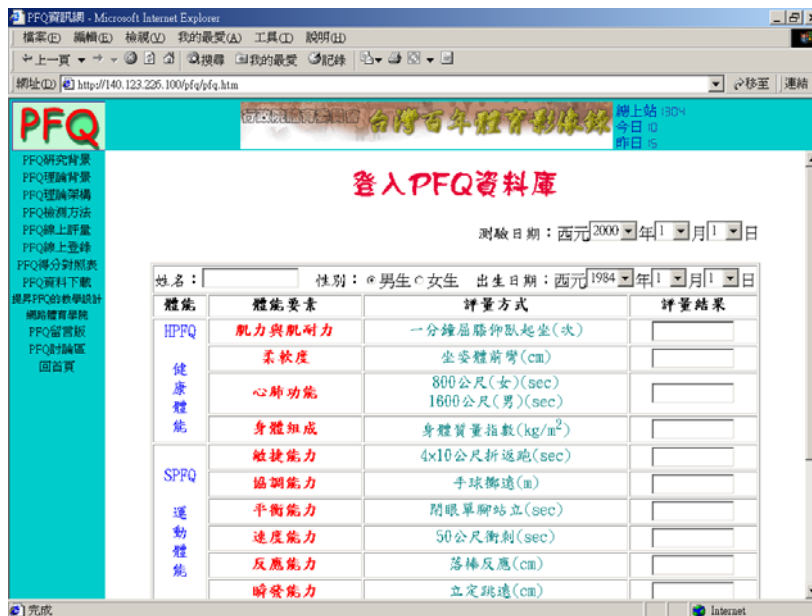 PFQ資訊網 - Microsoft Internet Explorer
檔案(F) 編輯(E) 檢視(V) 我的最愛(A) 工具(T) 說明(H)
上一頁 搜尋 我的最愛 記錄
網址(D) http://140.123.226.100/pfq/pfq.htm 移至 連結
PFQ
台灣百年體育影像錄
總上站 1304
今日 10
昨日 15
PFQ研究背景
PFQ理論背景
PFQ理論架構
PFQ檢測方法
PFQ線上評量
PFQ線上登錄
PFQ得分對照表
PFQ資料下載
提昇PFQ的教學設計
網路體育學院
PFQ留言版
PFQ討論區
回首頁
登入PFQ資料庫
測驗日期：西元 2000 年 1 月 1 日
姓名： 性別： 男生 女生 出生日期：西元 1984 年 1 月 1 日
體能 體能要素 評量方式 評量結果
HPFQ 健康體能
肌力與肌耐力 一分鐘屈膝仰臥起坐(次)
柔軟度 坐姿體前彎(cm)
心肺功能 800公尺(女)(sec)
1600公尺(男)(sec)
身體組成 身體質量指數(kg/m²)
SPFQ 運動體能
敏捷能力 4x10公尺折返跑(sec)
協調能力 手球擲遠(m)
平衡能力 閉眼單腳站立(sec)
速度能力 50公尺衝刺(sec)
反應能力 落棒反應(cm)
瞬發能力 立定跳遠(cm)
完成 Internet